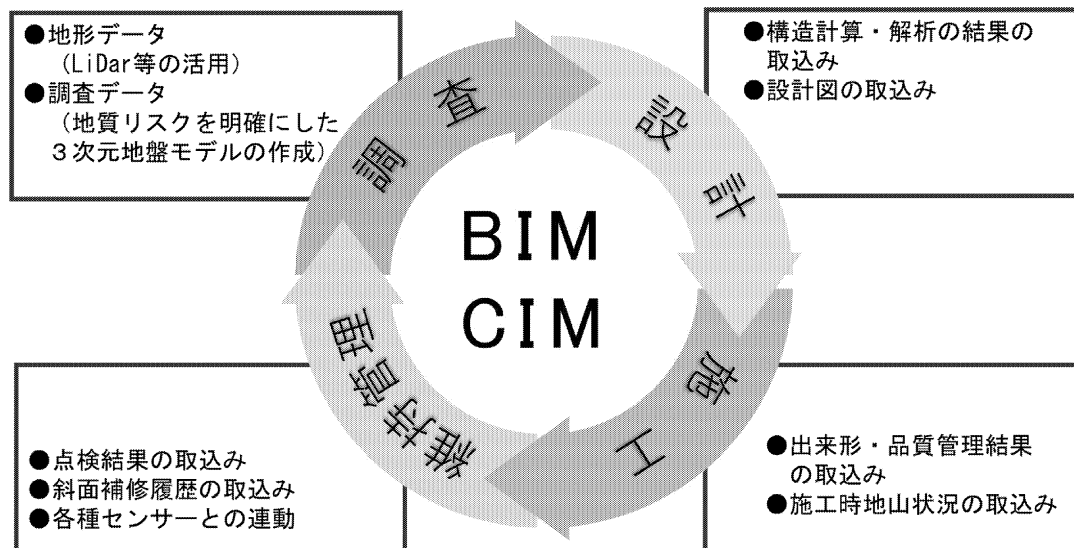 ●地形データ
（LiDar等の活用）
●調査データ
（地質リスクを明確にした
３次元地盤モデルの作成）
●構造計算・解析の結果の
取込み
●設計図の取込み
調査
設計
BIM
CIM
維持管理
施工
●点検結果の取込み
●斜面補修履歴の取込み
●各種センサーとの連動
●出来形・品質管理結果
の取込み
●施工時地山状況の取込み